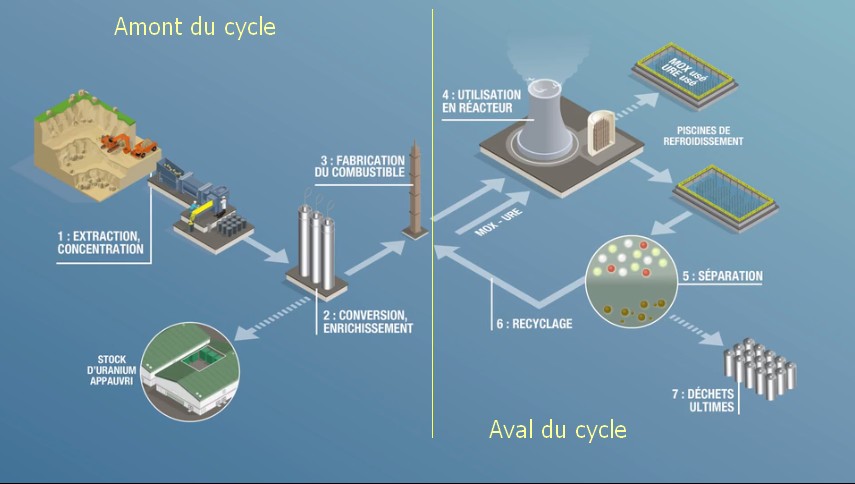 Amont du cycle
4 : UTILISATION
EN RÉACTEUR
MOX usé
URE usé
PISCINES DE
REFROIDISSEMENT
3 : FABRICATION
DU COMBUSTIBLE
1 : EXTRACTION,
CONCENTRATION
MOX - URE
5 : SÉPARATION
2 : CONVERSION,
ENRICHISSEMENT
6 : RECYCLAGE
STOCK
D'URANIUM
APPAUVRI
7 : DÉCHETS
ULTIMES
Aval du cycle